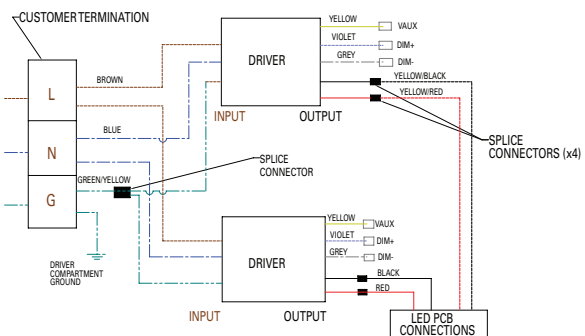 CUSTOMER TERMINATION
YELLOW
VAUX
VIOLET
DIM+
GREY
DIM-
DRIVER
L
BROWN
YELLOW/BLACK
YELLOW/RED
INPUT
OUTPUT
BLUE
N
SPLICE
CONNECTORS (x4)
SPLICE
CONNECTOR
GREEN/YELLOW
G
YELLOW
VAUX
VIOLET
DIM+
GREY
DIM-
DRIVER
DRIVER
COMPARTMENT
GROUND
BLACK
RED
INPUT
OUTPUT
LED PCB
CONNECTIONS